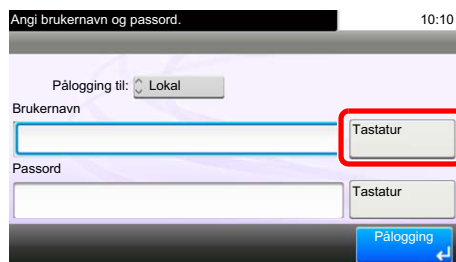 Angi brukernavn og passord. 10:10
Pålogging til: Lokal
Brukernavn
Tastatur
Passord
Tastatur
Pålogging